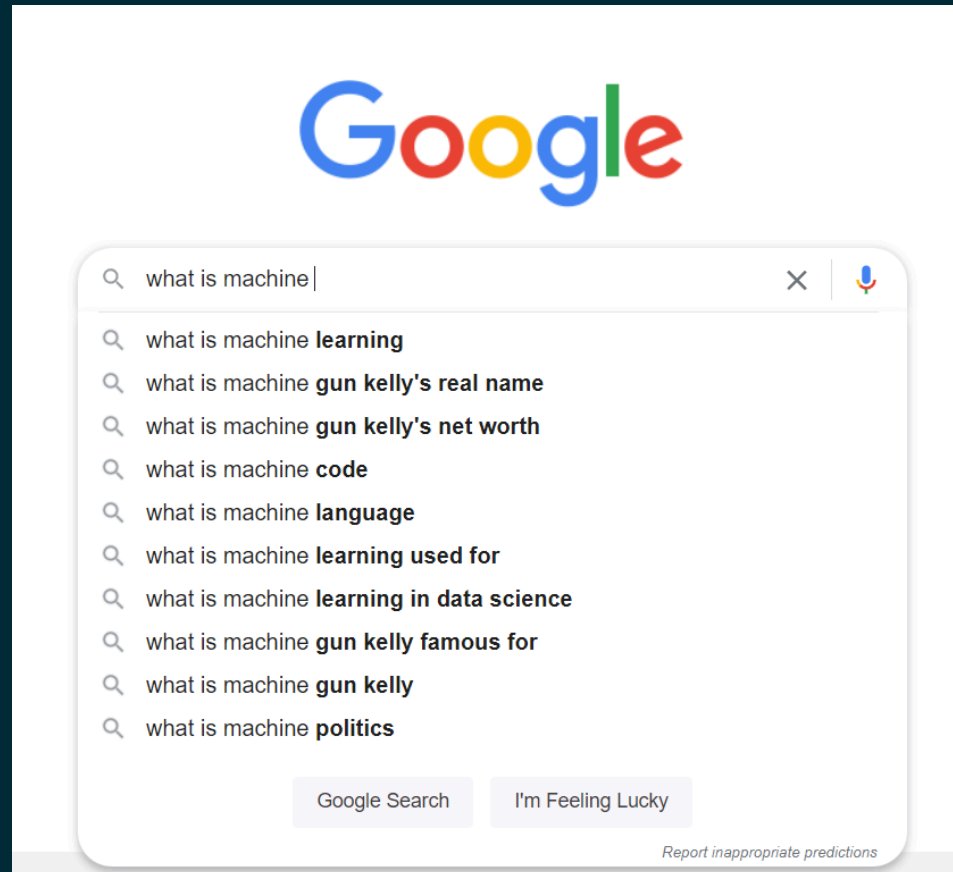 Google
what is machine
what is machine learning
what is machine gun kelly's real name
what is machine gun kelly's net worth
what is machine code
what is machine language
what is machine learning used for
what is machine learning in data science
what is machine gun kelly famous for
what is machine gun kelly
what is machine politics
Google Search I'm Feeling Lucky
Report inappropriate predictions